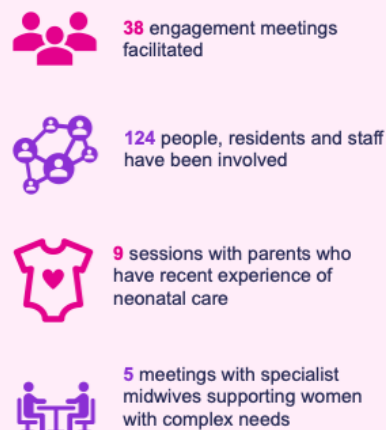 38 engagement meetings
facilitated
124 people, residents and staff
have been involved
9 sessions with parents who
have recent experience of
neonatal care
5 meetings with specialist
midwives supporting women
with complex needs